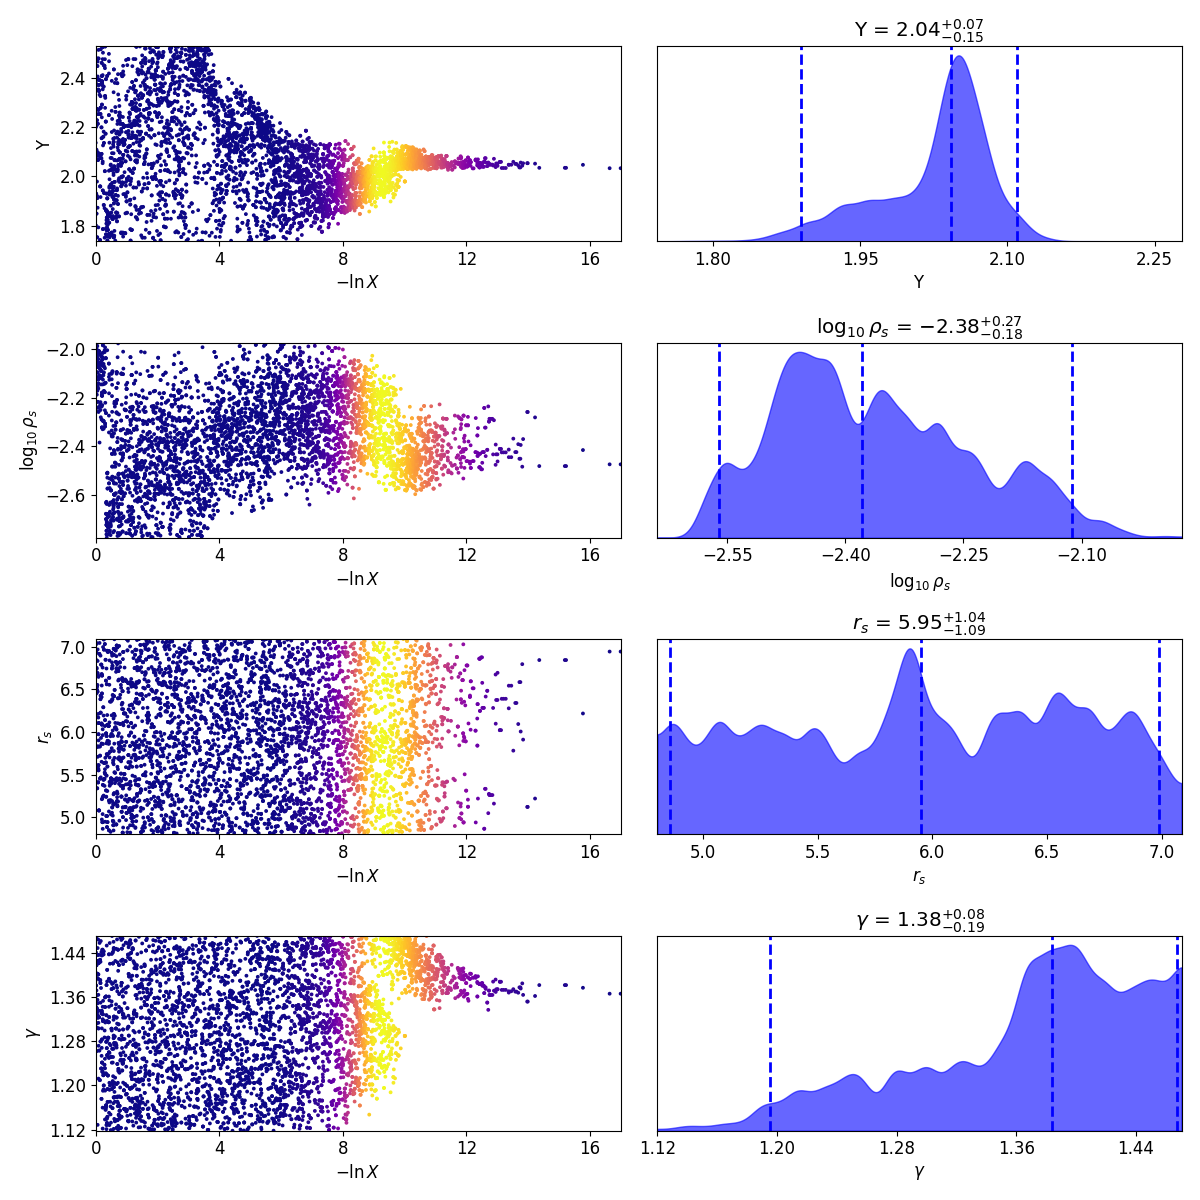 2.4
2.2
2.0
1.8
Y
0 4 8 12 16
−ln X
Y = 2.04 +0.07 −0.15
1.80 1.95 2.10 2.25
Y
−2.0
−2.2
−2.4
−2.6
log10 ρs
0 4 8 12 16
−ln X
log10 ρs = −2.38 +0.27 −0.18
−2.55 −2.40 −2.25 −2.10
log10 ρs
7.0
6.5
6.0
5.5
5.0
rs
0 4 8 12 16
−ln X
rs = 5.95 +1.04 −1.09
5.0 5.5 6.0 6.5 7.0
rs
1.44
1.36
1.28
1.20
1.12
γ
0 4 8 12 16
−ln X
γ = 1.38 +0.08 −0.19
1.12 1.20 1.28 1.36 1.44
γ